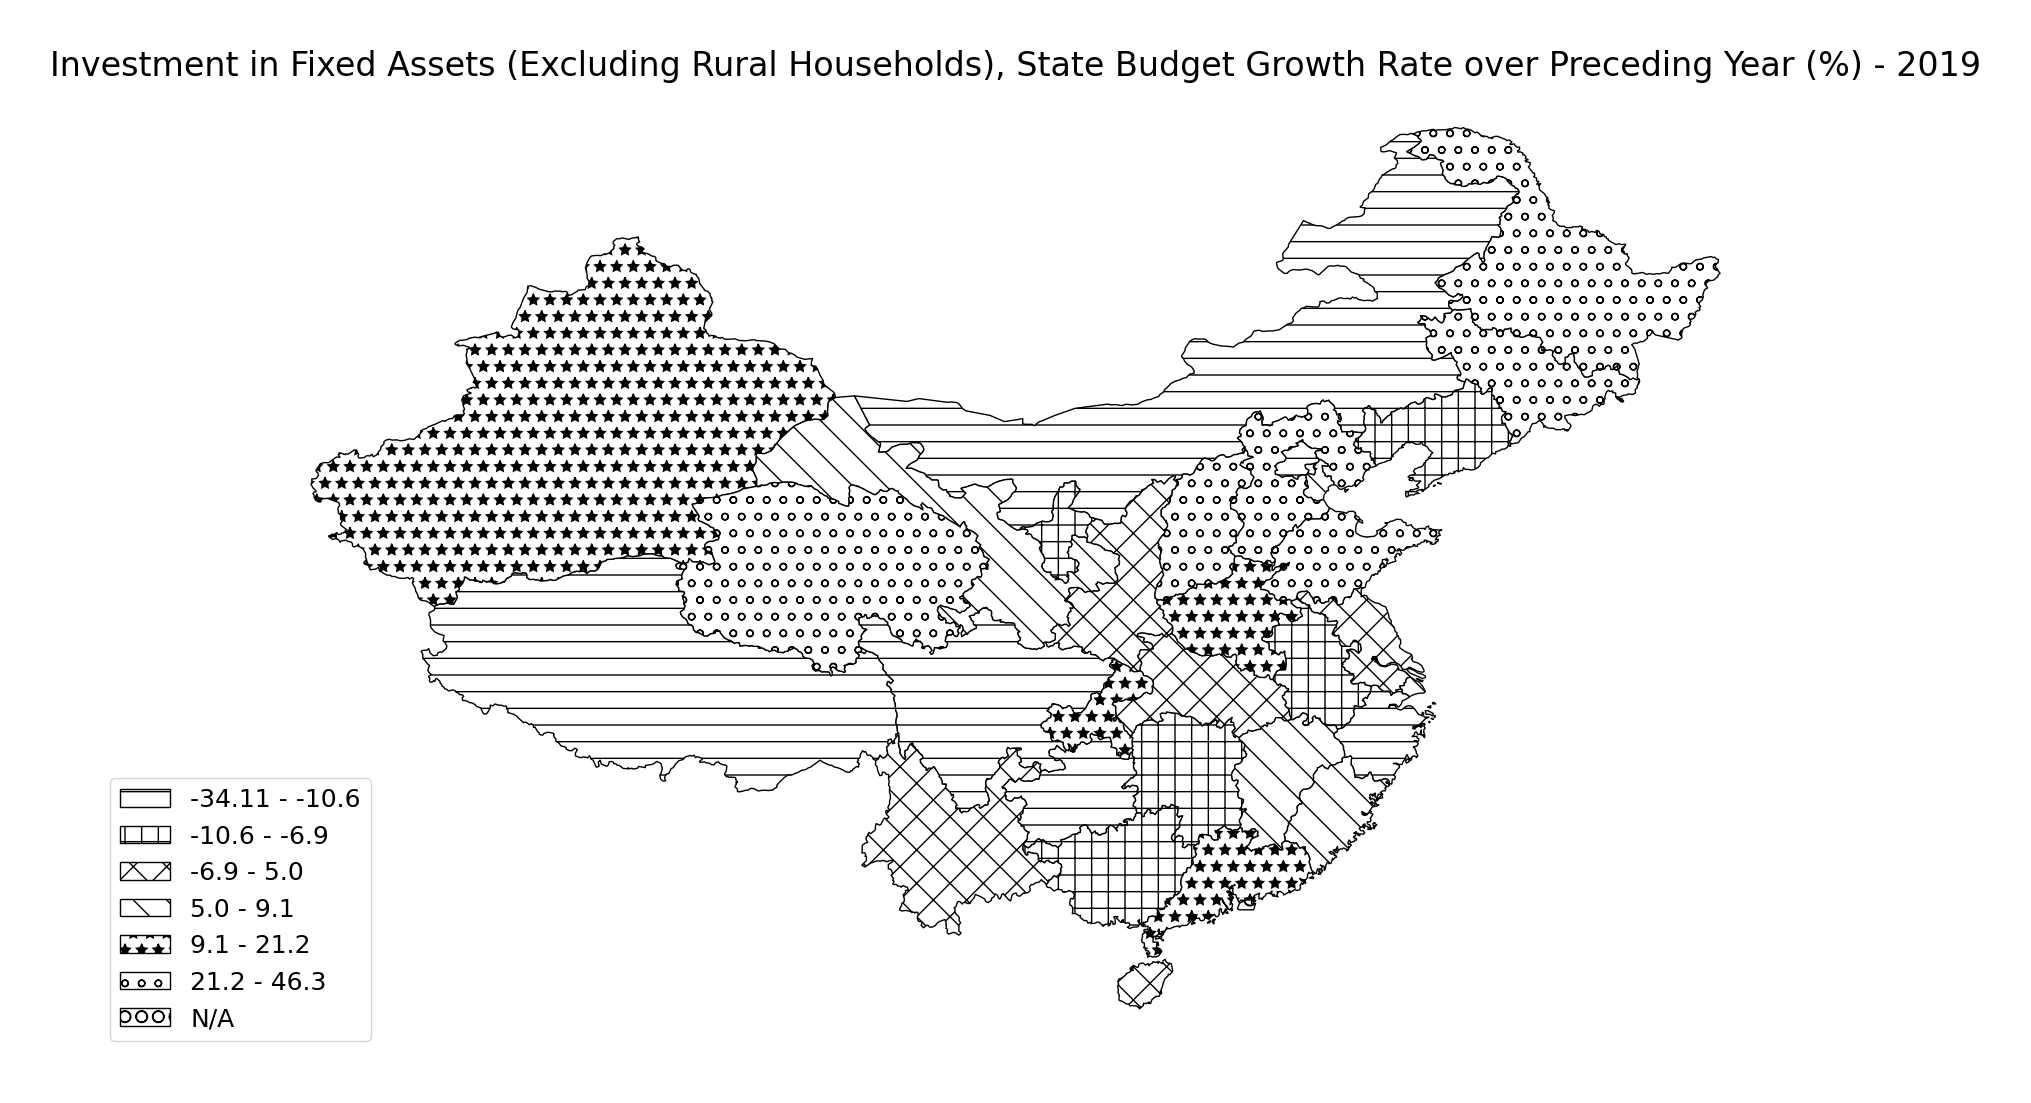 Investment in Fixed Assets (Excluding Rural Households), State Budget Growth Rate over Preceding Year (%) - 2019
-34.11 - -10.6
-10.6 - -6.9
-6.9 - 5.0
5.0 - 9.1
9.1 - 21.2
21.2 - 46.3
N/A